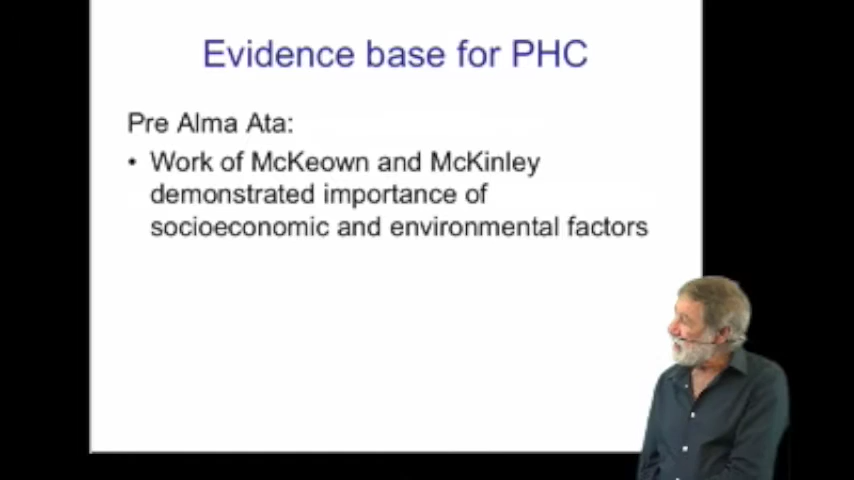 Evidence base for PHC
Pre Alma Ata:
• Work of McKeown and McKinley
demonstrated importance of
socioeconomic and environmental factors